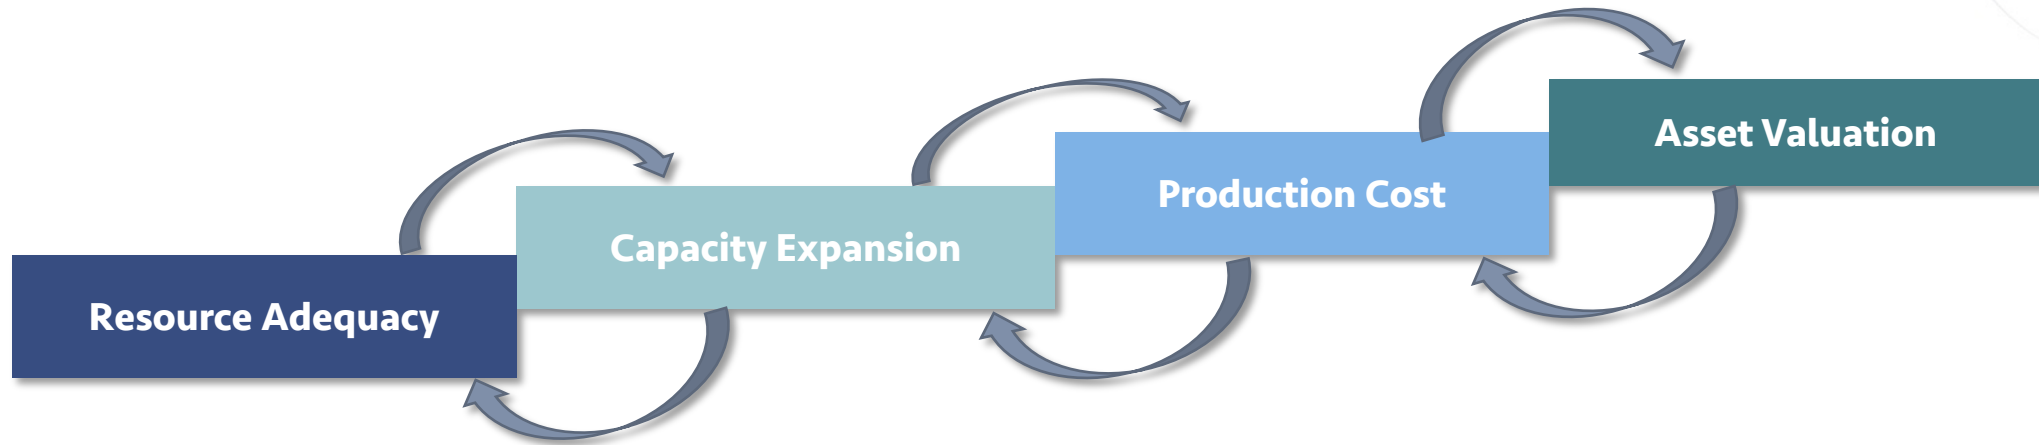 Resource Adequacy
Capacity Expansion
Production Cost
Asset Valuation